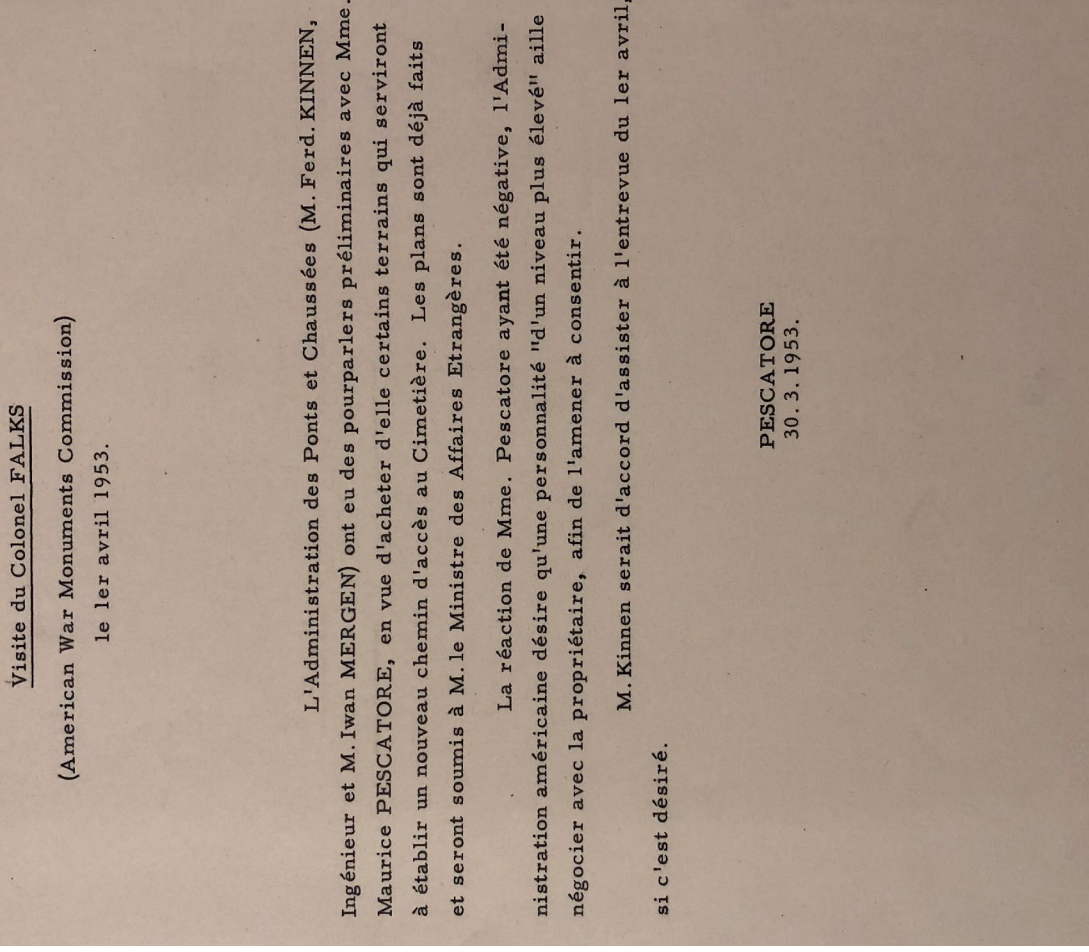 Visite du Colonel FALKS
(American War Monuments Commission)
le 1er avril 1953.
L'Administration des Ponts et Chaussées (M. Ferd. KINNEN,
Ingénieur et M. Iwan MERGEN) ont eu des pourparlers préliminaires avec Mme.
Maurice PESCATORE, en vue d'acheter d'elle certains terrains qui serviront
à établir un nouveau chemin d'accès au Cimetière. Les plans sont déjà faits
et seront soumis à M. le Ministre des Affaires Etrangères.
La réaction de Mme. Pescatore ayant été négative, l'Admi-
nistration américaine désire qu'une personnalité "d'un niveau plus élevé" aille
négocier avec la propriétaire, afin de l'amener à consentir.
M. Kinnen serait d'accord d'assister à l'entrevue du 1er avril,
si c'est désiré.
PESCATORE
30. 3. 1953.